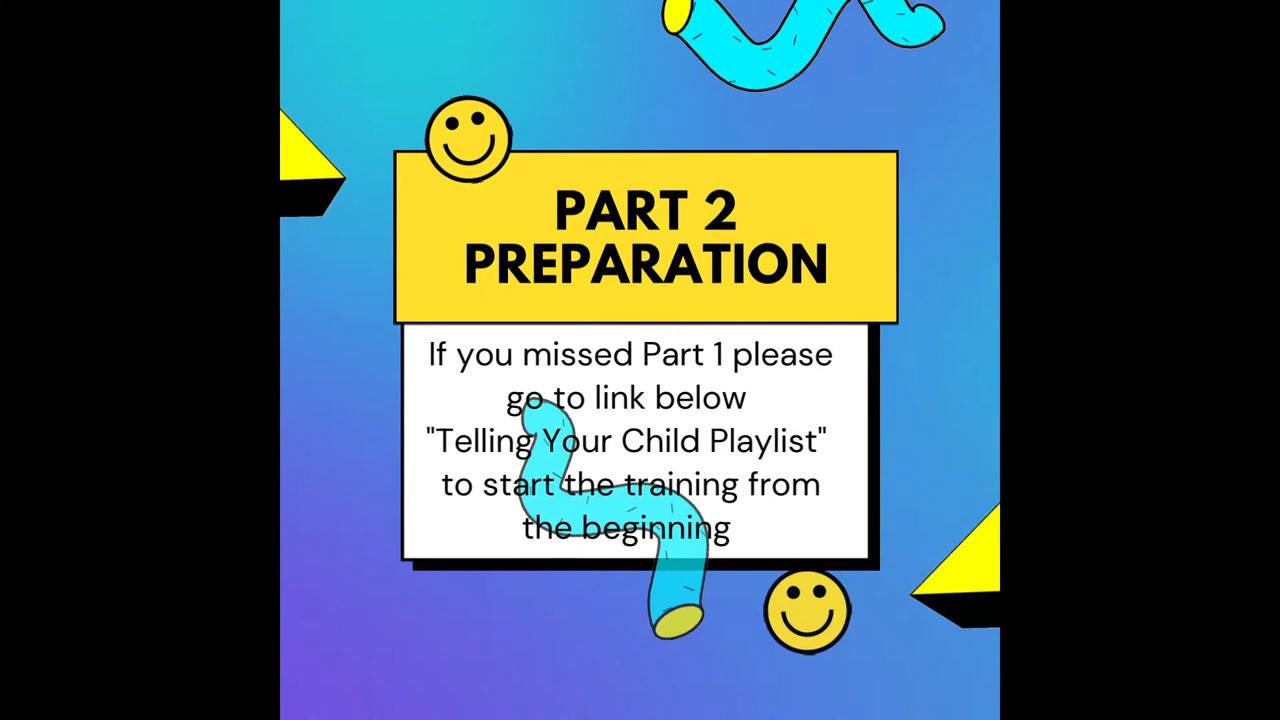 PART 2
PREPARATION
If you missed Part 1 please
go to link below
"Telling Your Child Playlist"
to start the training from
the beginning